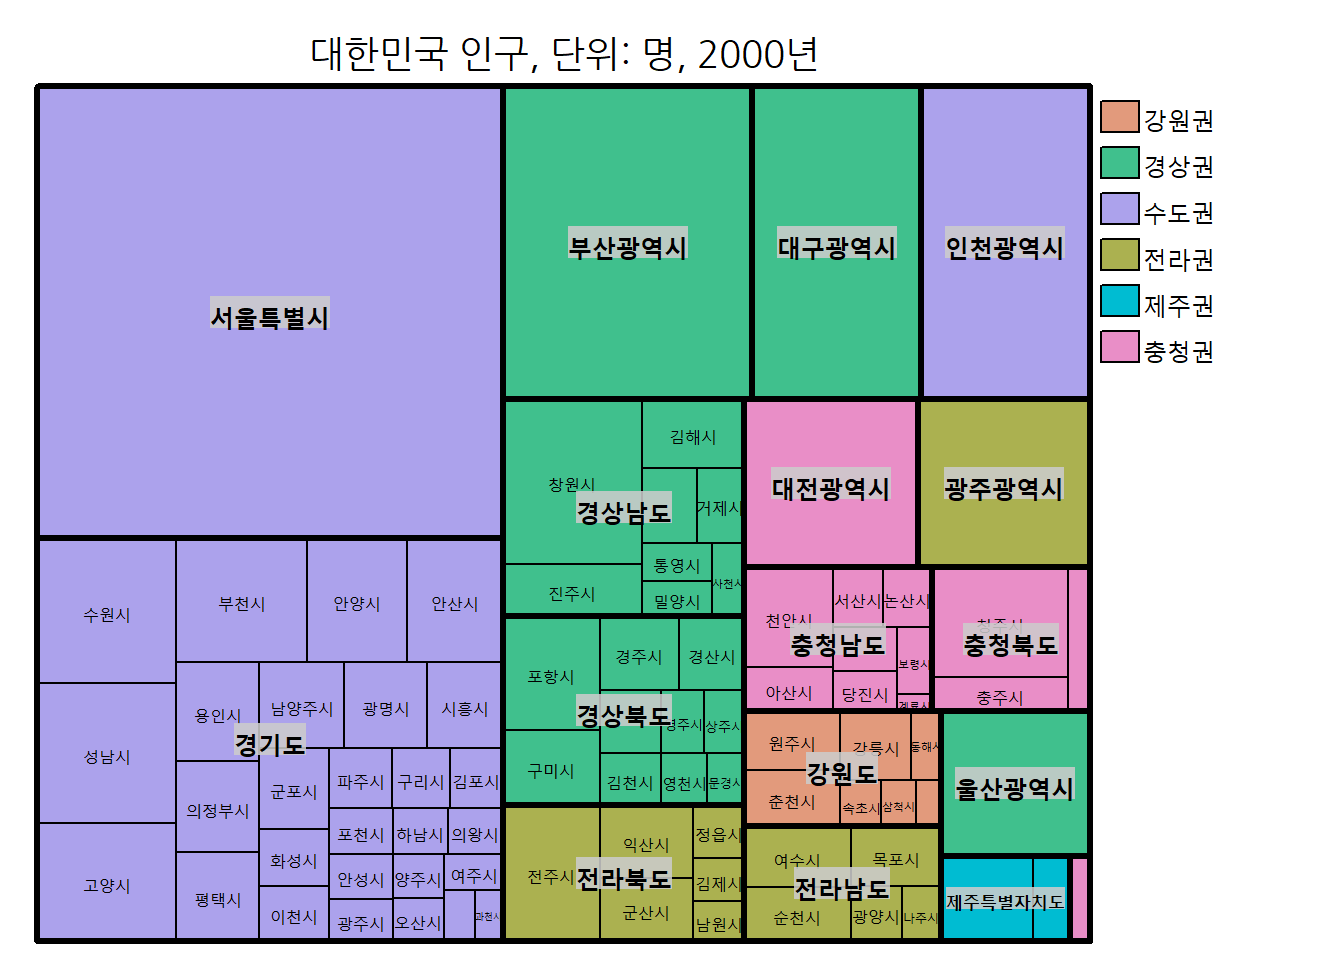 대한민국 인구, 단위: 명, 2000년
강원권
경상권
수도권
전라권
제주권
충청권
서울특별시
부산광역시
대구광역시
인천광역시
창원시
김해시
거제시
경상남도
통영시
사천시
진주시
밀양시
대전광역시
광주광역시
수원시
부천시
안양시
안산시
성남시
고양시
용인시
남양주시
광명시
시흥시
경기도
의정부시
평택시
군포시
화성시
이천시
파주시
구리시
김포시
포천시
하남시
의왕시
안성시
양주시
여주시
광주시
오산시
과천시
포항시
경주시
경산시
경상북도
영주시
상주시
구미시
김천시
영천시
문경시
천안시
서산시
논산시
충청남도
보령시
아산시
당진시
계룡시
청주시
충청북도
충주시
원주시
강릉시
동해시
강원도
춘천시
속초시
삼척시
울산광역시
전주시
익산시
정읍시
전라북도
김제시
군산시
남원시
여수시
목포시
전라남도
순천시
광양시
나주시
제주특별자치도